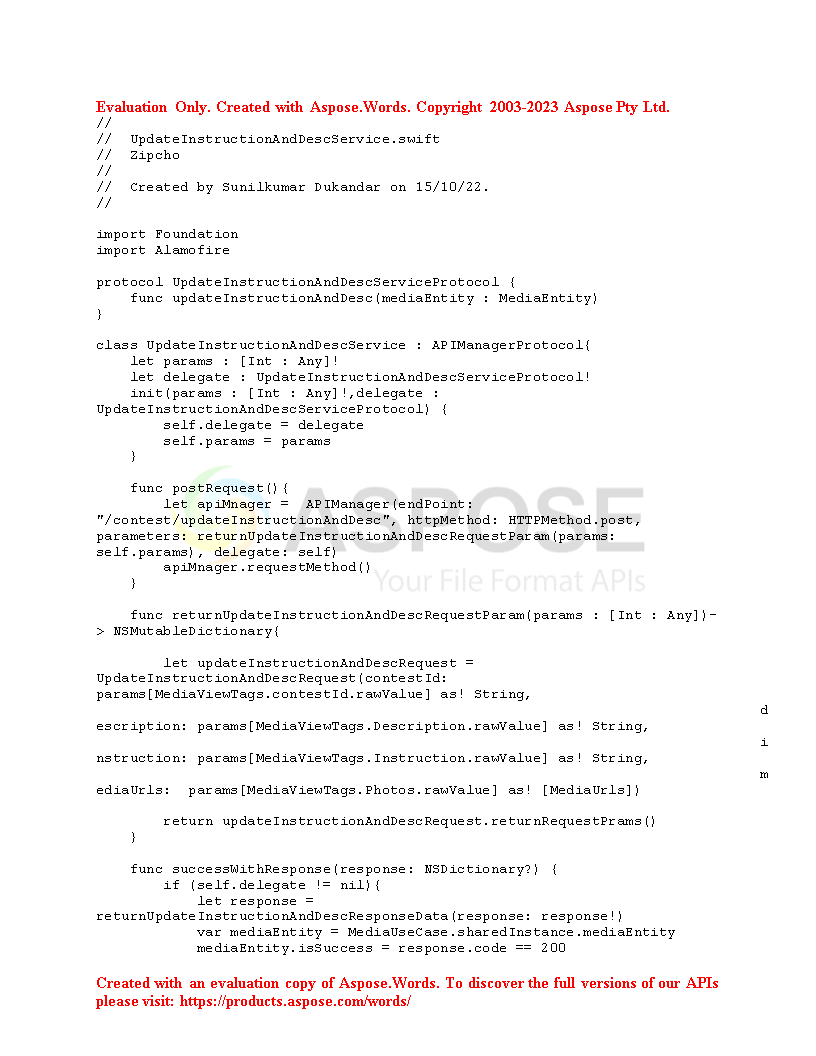 Evaluation Only. Created with Aspose.Words. Copyright 2003-2023 Aspose Pty Ltd.
//
//  UpdateInstructionAndDescService.swift
//  Zipcho
//
//  Created by Sunilkumar Dukandar on 15/10/22.
//
import Foundation
import Alamofire
protocol UpdateInstructionAndDescServiceProtocol {
    func updateInstructionAndDesc(mediaEntity : MediaEntity)
}
class UpdateInstructionAndDescService : APIManagerProtocol{
    let params : [Int : Any]!
    let delegate : UpdateInstructionAndDescServiceProtocol!
    init(params : [Int : Any]!,delegate :
UpdateInstructionAndDescServiceProtocol) {
        self.delegate = delegate
        self.params = params
    }
    func postRequest(){
        let apiMnager =  APIManager(endPoint:
"/contest/updateInstructionAndDesc", httpMethod: HTTPMethod.post,
parameters: returnUpdateInstructionAndDescRequestParam(params:
self.params), delegate: self)
        apiMnager.requestMethod()
    }
ASPOSE
Your File Format APIs
    func returnUpdateInstructionAndDescRequestParam(params : [Int : Any])-
> NSMutableDictionary{
        let updateInstructionAndDescRequest =
UpdateInstructionAndDescRequest(contestId:
params[MediaViewTags.contestId.rawValue] as! String,
d
escription: params[MediaViewTags.Description.rawValue] as! String,
i
nstruction: params[MediaViewTags.Instruction.rawValue] as! String,
m
ediaUrls:  params[MediaViewTags.Photos.rawValue] as! [MediaUrls])
        return updateInstructionAndDescRequest.returnRequestPrams()
    }
    func successWithResponse(response: NSDictionary?) {
        if (self.delegate != nil){
            let response =
returnUpdateInstructionAndDescResponseData(response: response!)
            var mediaEntity = MediaUseCase.sharedInstance.mediaEntity
            mediaEntity.isSuccess = response.code == 200
Created with an evaluation copy of Aspose.Words. To discover the full versions of our APIs
please visit: https://products.aspose.com/words/